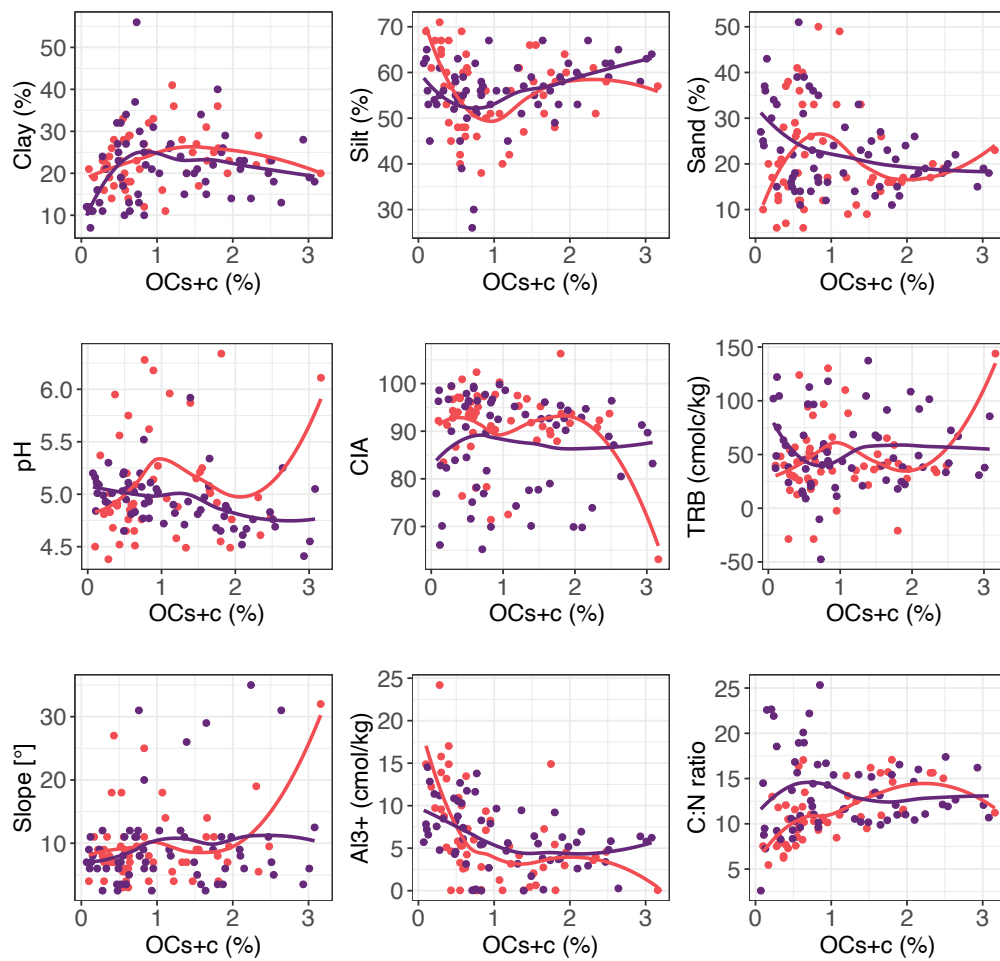 Clay (%)
50
40
30
20
10
0 1 2 3
OCs+c (%)
Silt (%)
70
60
50
40
30
0 1 2 3
OCs+c (%)
Sand (%)
50
40
30
20
10
0 1 2 3
OCs+c (%)
pH
6.0
5.5
5.0
4.5
0 1 2 3
OCs+c (%)
CIA
100
90
80
70
0 1 2 3
OCs+c (%)
TRB (cmolc/kg)
150
100
50
0
-50
0 1 2 3
OCs+c (%)
Slope [°]
30
20
10
0 1 2 3
OCs+c (%)
Al3+ (cmol/kg)
25
20
15
10
5
0
0 1 2 3
OCs+c (%)
C:N ratio
25
20
15
10
5
0 1 2 3
OCs+c (%)